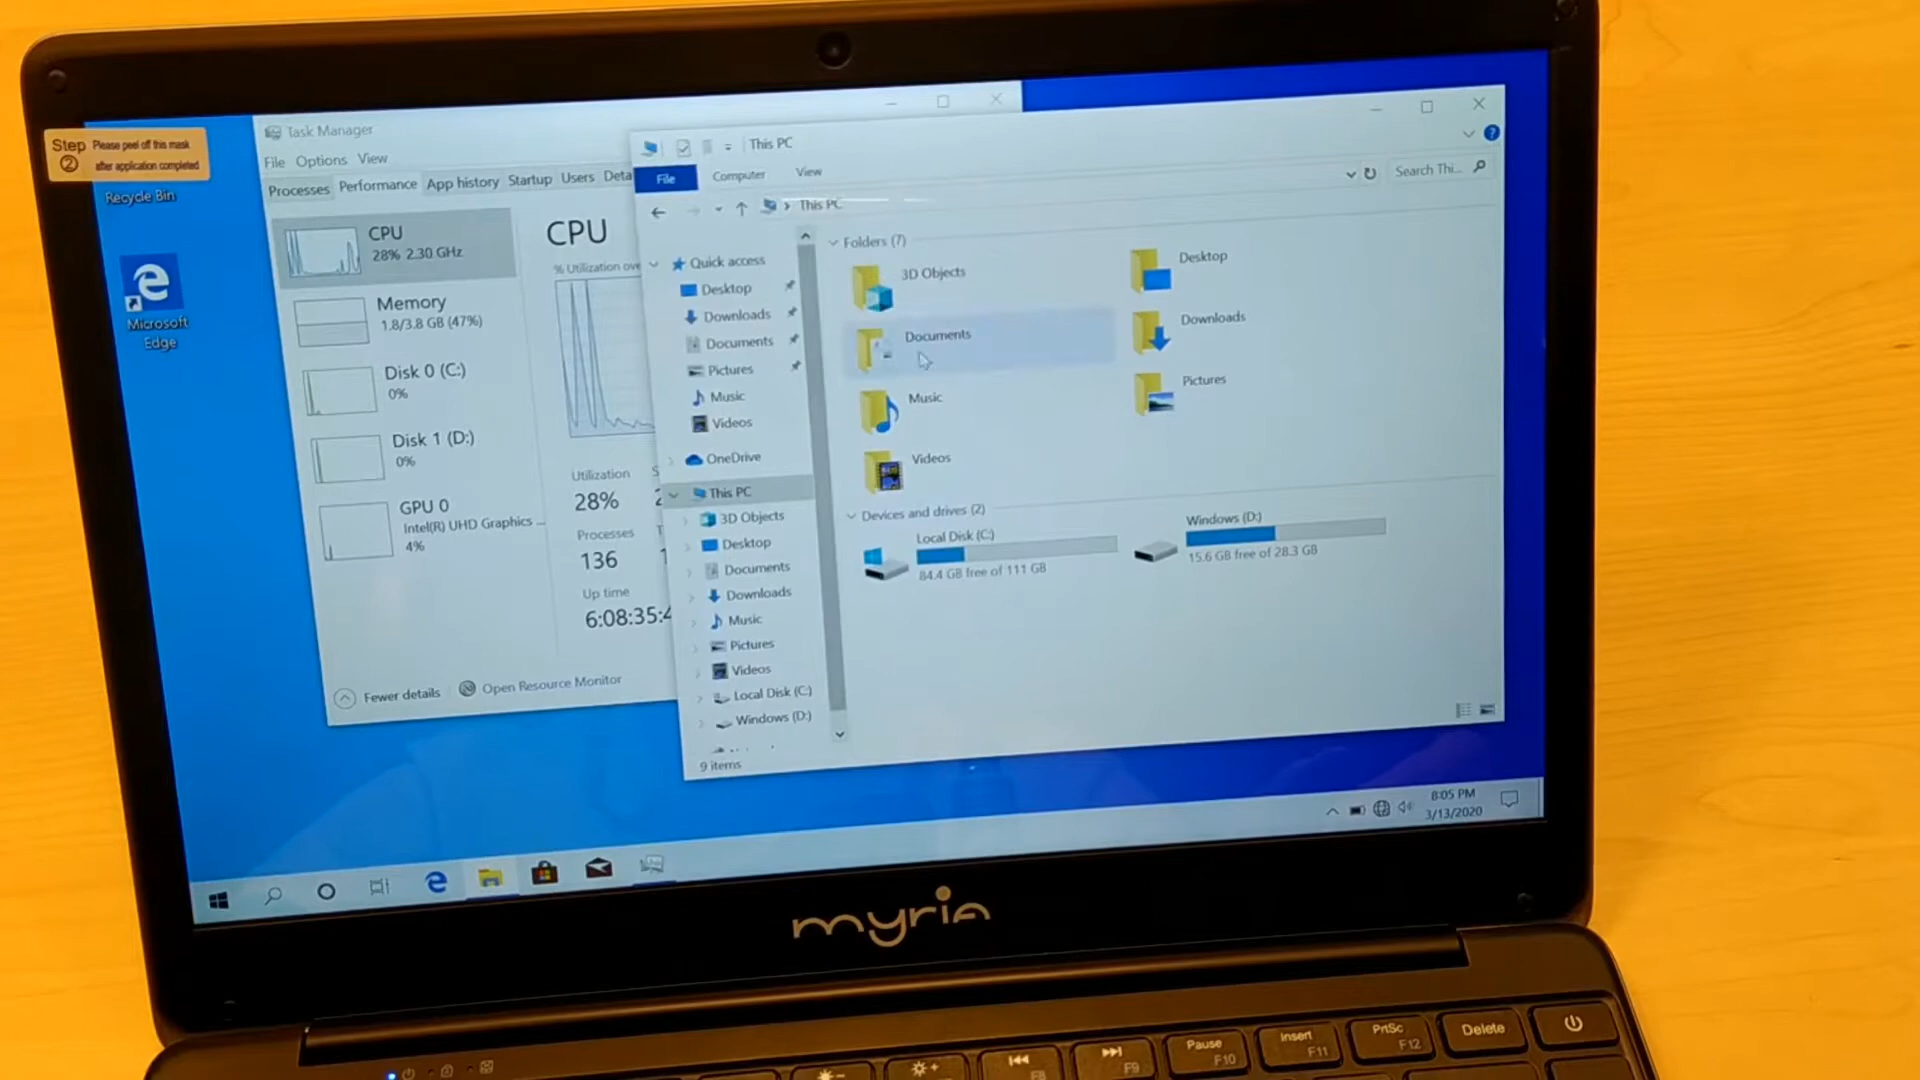 Step Please peel off this mask
2 after application completed
Recycle Bin
Microsoft
Edge
Task Manager
File Options View
Processes Performance App history Startup Users
CPU
28% 2.30 GHz
Memory
1.8/3.8 GB (47%)
Disk 0 (C:)
0%
Disk 1 (D:)
0%
GPU 0
Intel(R) UHD Graphics ...
4%
CPU
% Utilization
Utilization
28%
Processes
136
Up time
6:08:35:4
Fewer details
Open Resource Monitor
This PC
File Computer View
This PC
Search Thi...
Quick access
Desktop
Downloads
Documents
Pictures
Music
Videos
OneDrive
This PC
3D Objects
Desktop
Documents
Downloads
Music
Pictures
Videos
Local Disk (C:)
Windows (D:)
9 items
Folders (7)
3D Objects
Desktop
Documents
Downloads
Music
Pictures
Videos
Devices and drives (2)
Local Disk (C:)
84.4 GB free of 111 GB
Windows (D:)
15.6 GB free of 28.3 GB
8:05 PM
3/13/2020
myria
F8
F9
Pause
F10
Insert
F11
PrtSc
F12
Delete